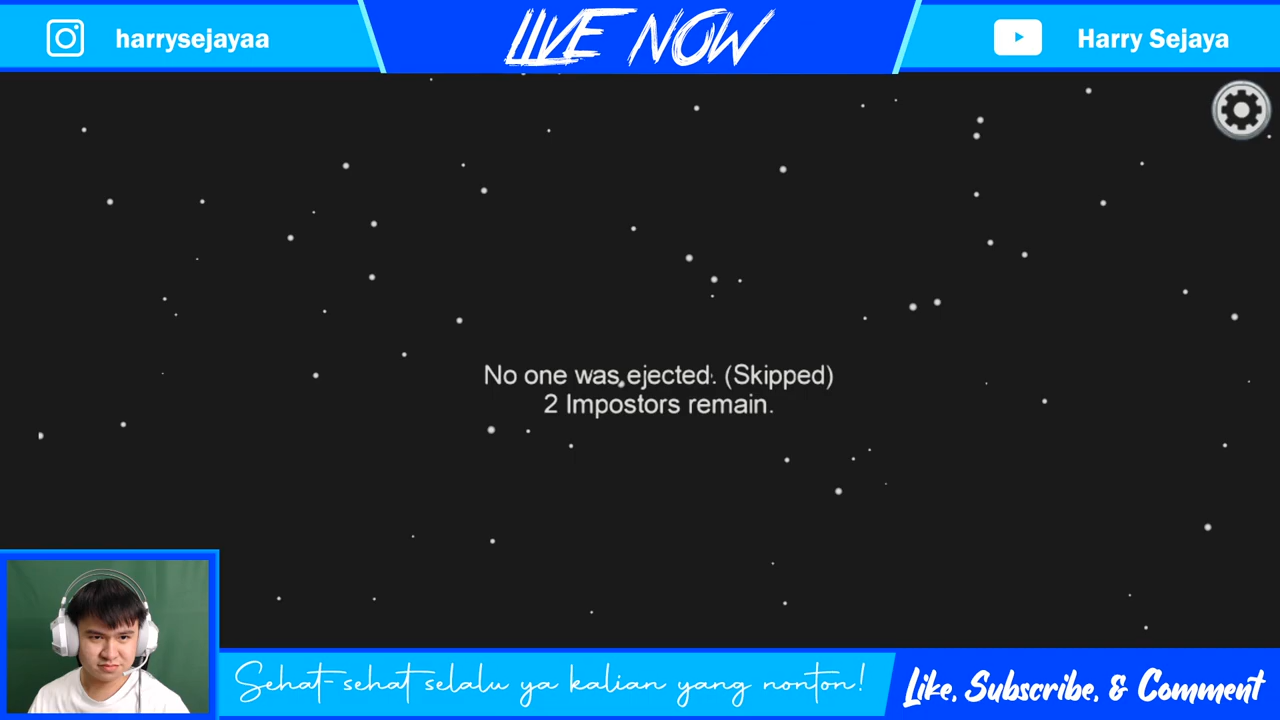 harrysejayaa
LIVE NOW
Harry Sejaya
No one was ejected. (Skipped)
2 Impostors remain.
Sehat-sehat selalu ya kalian yang nonton!
Like, Subscribe, & Comment